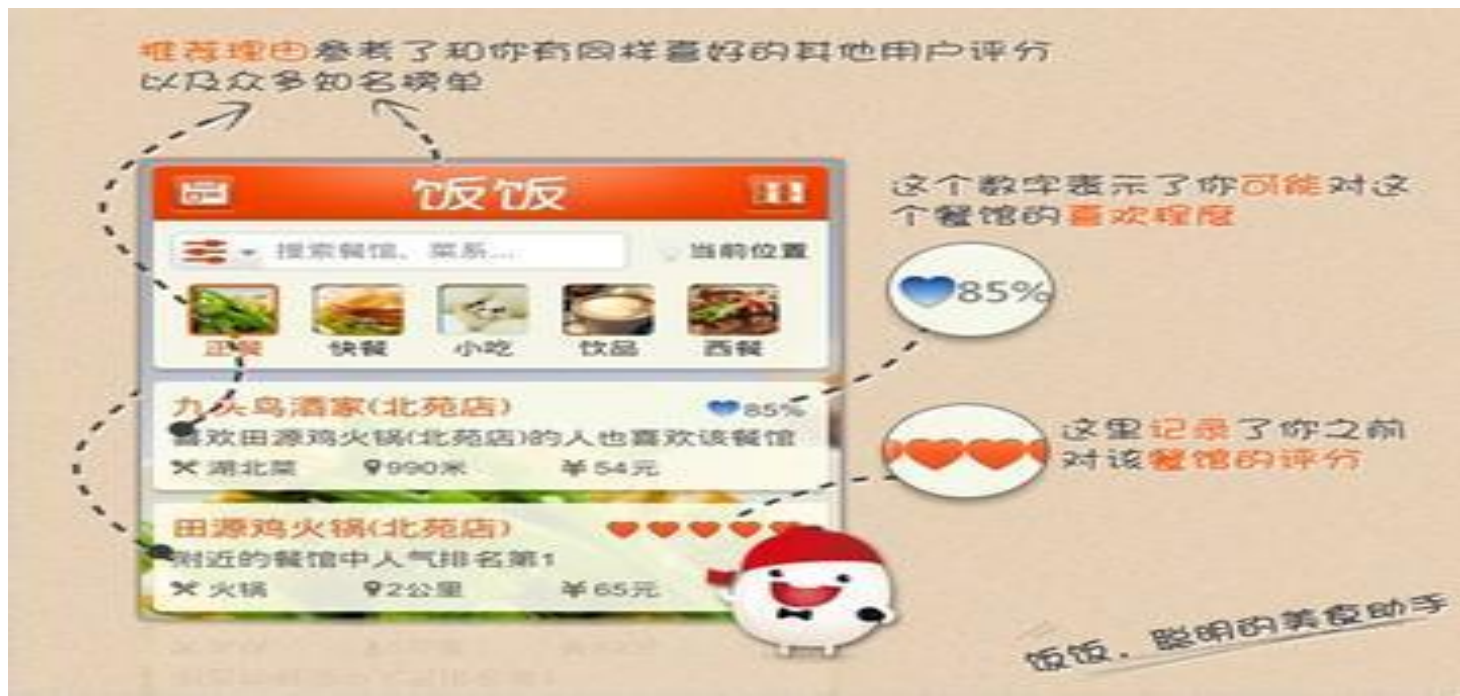 推荐理由参考了和你有同样喜好的其他用户评分
以及众多知名榜单
饭饭
搜索餐馆、菜系...
当前位置
正餐 快餐 小吃 饮品 西餐
九头鸟酒家(北苑店) 85%
喜欢田源鸡火锅(北苑店)的人也喜欢该餐馆
湖北菜 990米 ¥54元
田源鸡火锅(北苑店)
附近的餐馆中人气排名第1
火锅 2公里 ¥65元
这个数字表示了你可能对这
个餐馆的喜欢程度
85%
这里记录了你之前
对该餐馆的评分
饭饭，聪明的美食助手